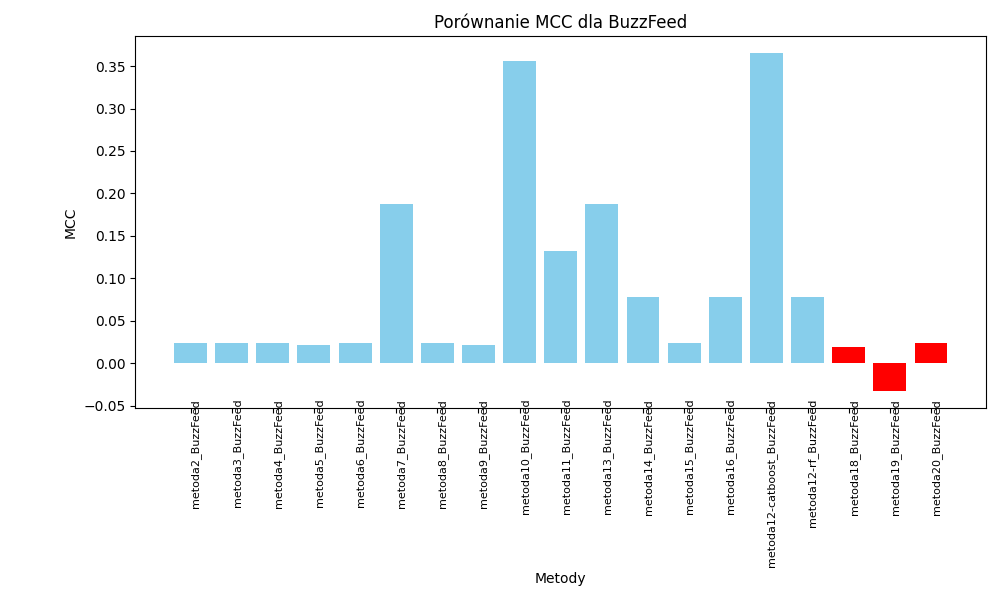 Porównanie MCC dla BuzzFeed
MCC
0.35
0.30
0.25
0.20
0.15
0.10
0.05
0.00
−0.05
metoda2_BuzzFeed
metoda3_BuzzFeed
metoda4_BuzzFeed
metoda5_BuzzFeed
metoda6_BuzzFeed
metoda7_BuzzFeed
metoda8_BuzzFeed
metoda9_BuzzFeed
metoda10_BuzzFeed
metoda11_BuzzFeed
metoda13_BuzzFeed
metoda14_BuzzFeed
metoda15_BuzzFeed
metoda16_BuzzFeed
metoda12-catboost_BuzzFeed
metoda12-rf_BuzzFeed
metoda18_BuzzFeed
metoda19_BuzzFeed
metoda20_BuzzFeed
Metody